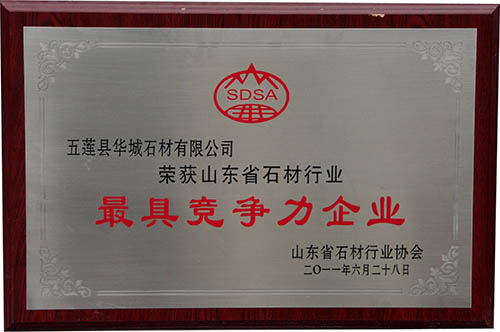 SDSA
五莲县华城石材有限公司
荣获山东省石材行业
最具竞争力企业
山东省石材行业协会
二〇一一年六月二十八日